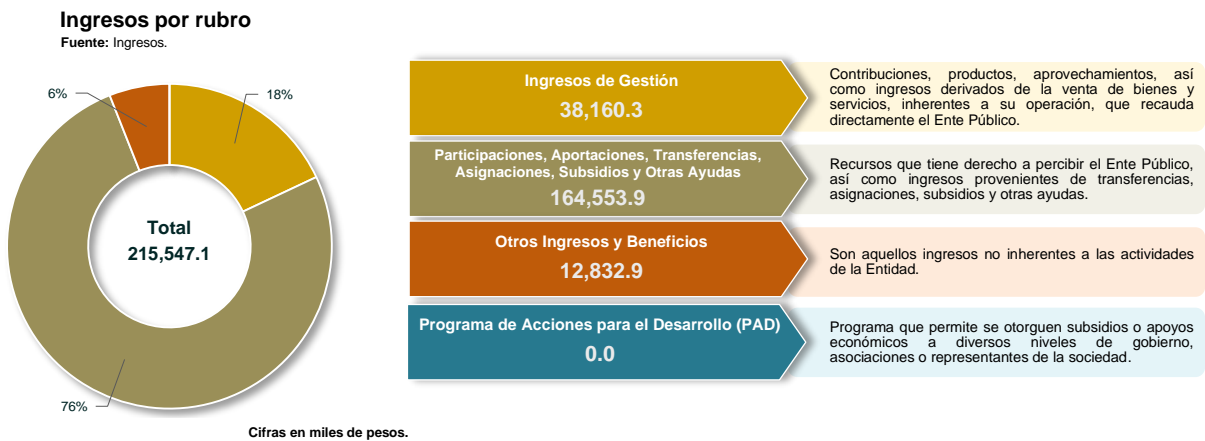 Ingresos por rubro
Fuente: Ingresos.
6%
18%
Total
215,547.1
76%
Ingresos de Gestión
38,160.3
Contribuciones, productos, aprovechamientos, así
como ingresos derivados de la venta de bienes y
servicios, inherentes a su operación, que recauda
directamente el Ente Público.
Participaciones, Aportaciones, Transferencias,
Asignaciones, Subsidios y Otras Ayudas
164,553.9
Recursos que tiene derecho a percibir el Ente Público,
así como ingresos provenientes de transferencias,
asignaciones, subsidios y otras ayudas.
Otros Ingresos y Beneficios
12,832.9
Son aquellos ingresos no inherentes a las actividades
de la Entidad.
Programa de Acciones para el Desarrollo (PAD)
0.0
Programa que permite se otorguen subsidios o apoyos
económicos a diversos niveles de gobierno,
asociaciones o representantes de la sociedad.
Cifras en miles de pesos.